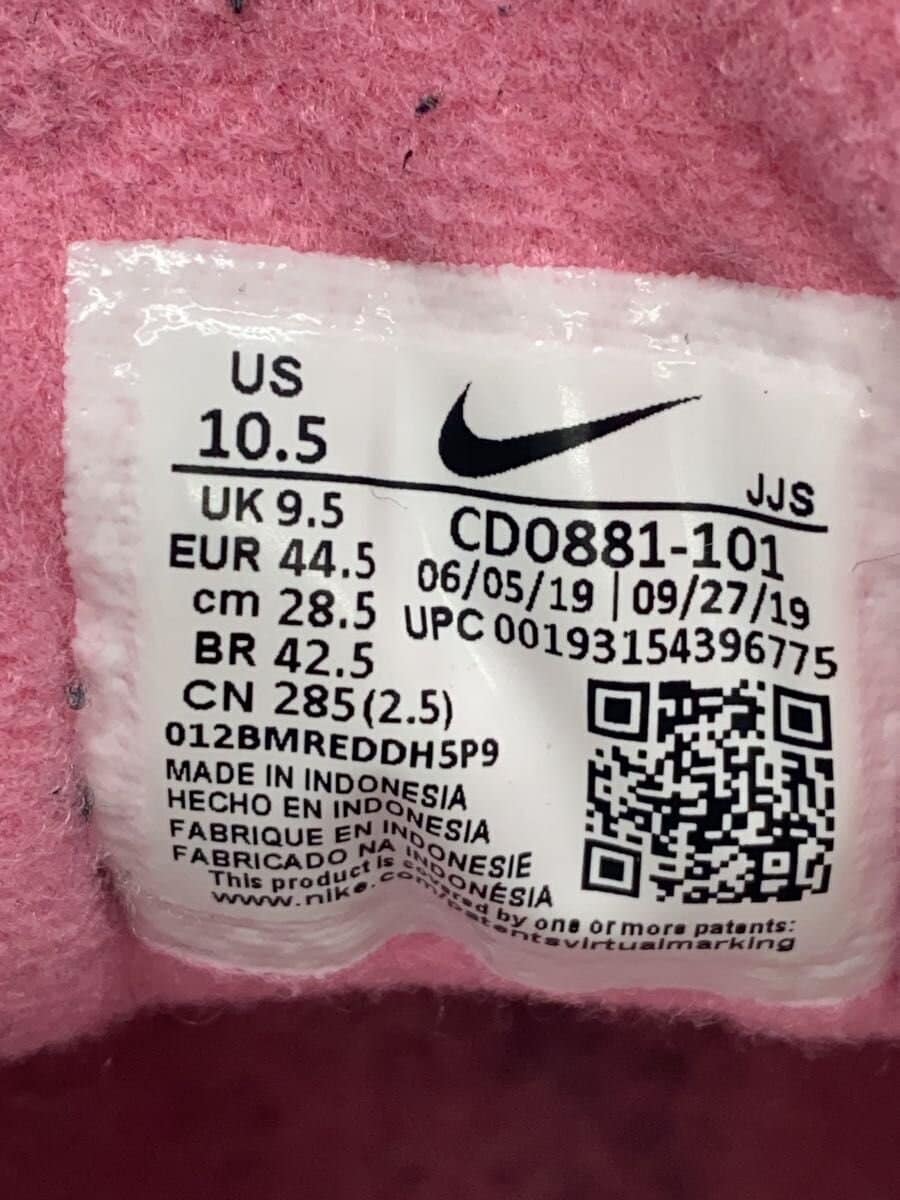 US
10.5
JJS
UK 9.5
EUR 44.5
cm 28.5
BR 42.5
CN 285(2.5)
CD0881-101
06/05/19 | 09/27/19
UPC 00193154396775
012BMREDDH5P9
MADE IN INDONESIA
HECHO EN INDONESIA
FABRIQUE EN INDONESIE
FABRICADO NA INDONÉSIA
This product is covered by one or more patents:
www.nike.com/patentsvirtualmarking